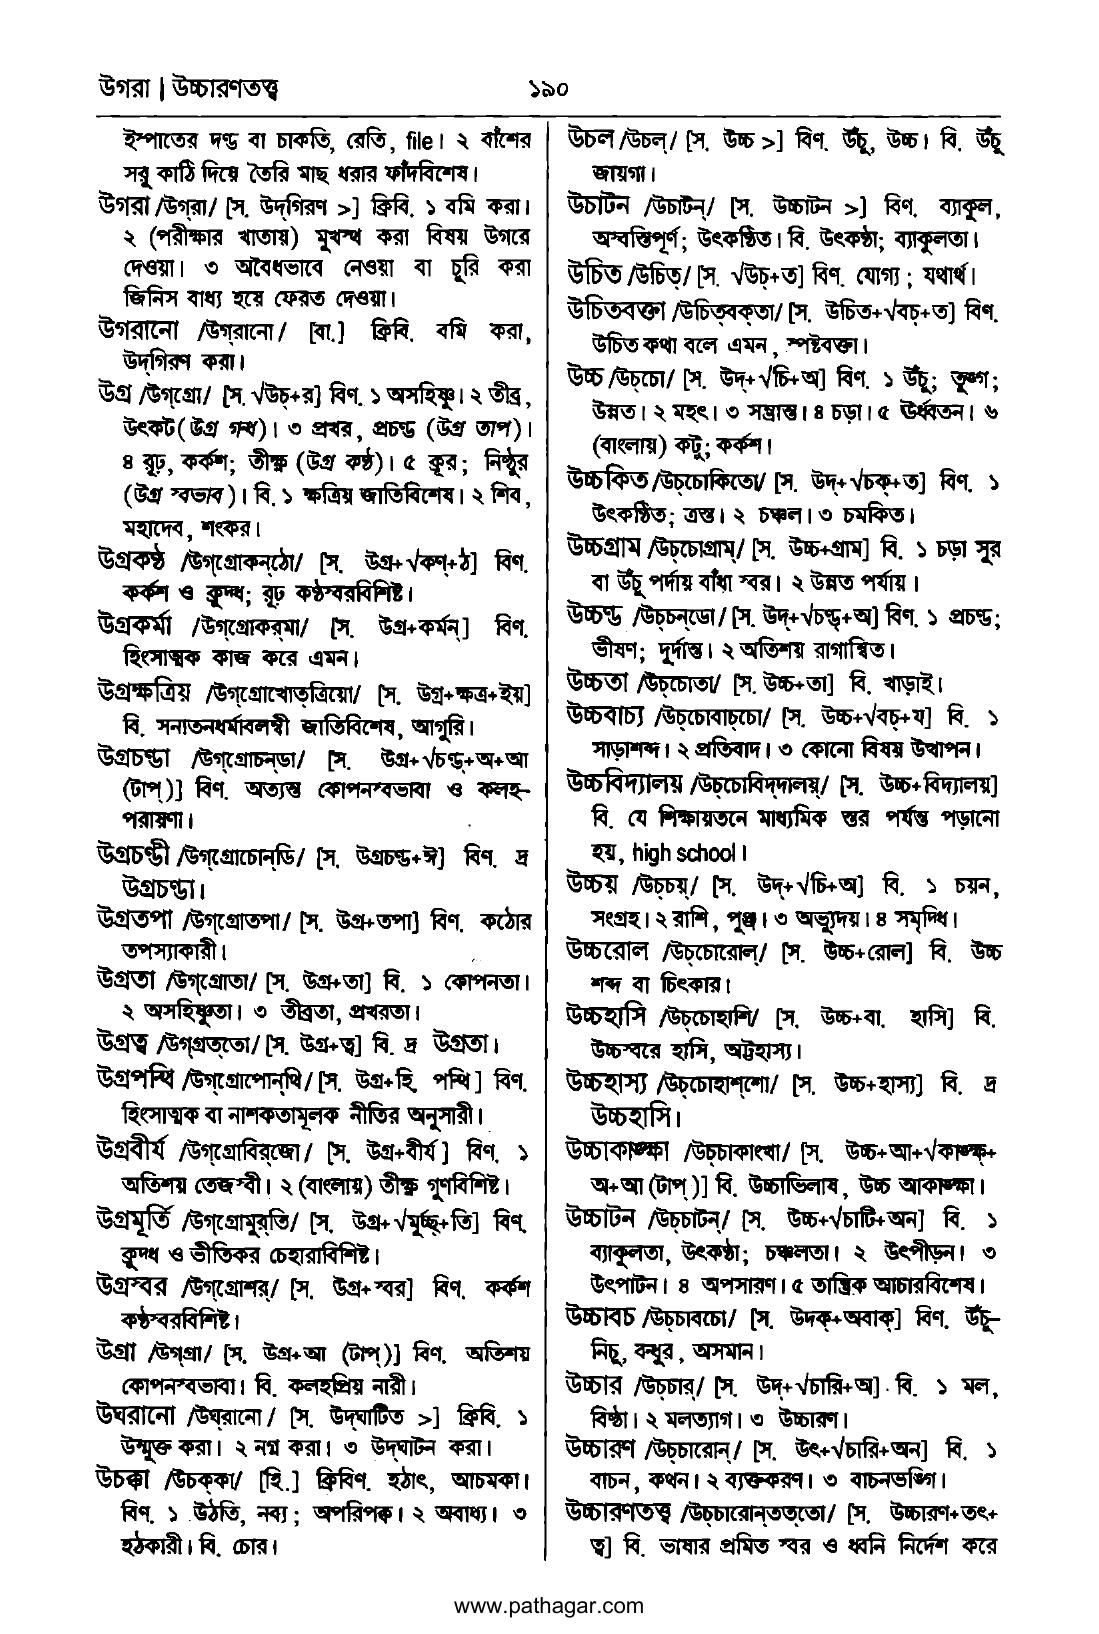 উগরা | উচ্চারণতত্ত্ব
১৯০
ইস্পাতের দণ্ড বা চাকতি, রেতি, file। ২ বাঁশের
সরু কাঠি দিয়ে তৈরি মাছ ধরার ফাঁদবিশেষ।
উগরা /উগ্‌রা/ [স. উদ্‌গিরণ >] ক্রিবি. ১ বমি করা।
২ (পরীক্ষার খাতায়) মুখস্থ করা বিষয় উগরে
দেওয়া। ৩ অবৈধভাবে নেওয়া বা চুরি করা
জিনিস বাধ্য হয়ে ফেরত দেওয়া।
উগরানো /উগ্‌রানো/ [বা.] ক্রিবি. বমি করা,
উদ্‌গিরণ করা।
উগ্র /উগ্‌গ্রো/ [স. √উচ্+র] বিণ. ১ অসহিষ্ণু। ২ তীব্র,
উৎকট (উগ্র গন্ধ)। ৩ প্রখর, প্রচণ্ড (উগ্র তাপ)।
৪ রূঢ়, কর্কশ; তীক্ষ্ণ (উগ্র কণ্ঠ)। ৫ ক্রূর; নিষ্ঠুর
(উগ্র স্বভাব)। বি. ১ ক্ষত্রিয় জাতিবিশেষ। ২ শিব,
মহাদেব, শংকর।
উগ্রকণ্ঠ /উগ্‌গ্রোকন্‌ঠো/ [স. উগ্র+√কণ্+ঠ] বিণ.
কর্কশ ও ক্রুদ্ধ; রূঢ় কণ্ঠস্বরবিশিষ্ট।
উগ্রকর্মা /উগ্‌গ্রোকর্‌মা/ [স. উগ্র+কর্মন্] বিণ.
হিংসাত্মক কাজ করে এমন।
উগ্রক্ষত্রিয় /উগ্‌গ্রোখোত্‌ত্রিয়ো/ [স. উগ্র+ক্ষত্র+ইয়]
বি. সনাতনধর্মাবলম্বী জাতিবিশেষ, আগুরি।
উগ্রচণ্ডা /উগ্‌গ্রোচন্‌ডা/ [স. উগ্র+√চণ্ড্+অ+আ
(টাপ্)] বিণ. অত্যন্ত কোপনস্বভাবা ও কলহ-
পরায়ণা।
উগ্রচণ্ডী /উগ্‌গ্রোচোন্‌ডি/ [স. উগ্রচণ্ড+ঈ] বিণ. দ্র
উগ্রচণ্ডা।
উগ্রতপা /উগ্‌গ্রোতপা/ [স. উগ্র+তপা] বিণ. কঠোর
তপস্যাকারী।
উগ্রতা /উগ্‌গ্রোতা/ [স. উগ্র+তা] বি. ১ কোপনতা।
২ অসহিষ্ণুতা। ৩ তীব্রতা, প্রখরতা।
উগ্রত্ব /উগ্‌গ্রত্‌তো/ [স. উগ্র+ত্ব] বি. দ্র উগ্রতা।
উগ্রপন্থি /উগ্‌গ্রোপোন্‌থি/ [স. উগ্র+হি. পন্থি] বিণ.
হিংসাত্মক বা নাশকতামূলক নীতির অনুসারী।
উগ্রবীর্য /উগ্‌গ্রোবির্‌জো/ [স. উগ্র+বীর্য] বিণ. ১
অতিশয় তেজস্বী। ২ (বাংলায়) তীক্ষ্ণ গুণবিশিষ্ট।
উগ্রমূর্তি /উগ্‌গ্রোমুর্‌তি/ [স. উগ্র+√মূর্চ্ছ্+তি] বিণ.
ক্রুদ্ধ ও ভীতিকর চেহারাবিশিষ্ট।
উগ্রস্বর /উগ্‌গ্রোশর্/ [স. উগ্র+স্বর] বিণ. কর্কশ
কণ্ঠস্বরবিশিষ্ট।
উগ্রা /উগ্‌গ্রা/ [স. উগ্র+আ (টাপ্)] বিণ. অতিশয়
কোপনস্বভাবা। বি. কলহপ্রিয় নারী।
উঘরানো /উঘ্‌রানো/ [স. উদ্‌ঘাটিত >] ক্রিবি. ১
উন্মুক্ত করা। ২ নগ্ন করা। ৩ উদ্‌ঘাটন করা।
উচক্কা /উচক্‌কা/ [হি.] ক্রিবিণ. হঠাৎ, আচমকা।
বিণ. ১ উঠতি, নব্য; অপরিপক্ব। ২ অবাধ্য। ৩
হঠকারী। বি. চোর।
উচল /উচল্/ [স. উচ্চ >] বিণ. উঁচু, উচ্চ। বি. উঁচু
জায়গা।
উচাটন /উচাটন্/ [স. উচ্চাটন >] বিণ. ব্যাকুল,
অস্বস্তিপূর্ণ; উৎকণ্ঠিত। বি. উৎকণ্ঠা; ব্যাকুলতা।
উচিত /উচিত্/ [স. √উচ্+ত] বিণ. যোগ্য; যথার্থ।
উচিতবক্তা /উচিত্‌বক্‌তা/ [স. উচিত+√বচ্+ত] বিণ.
উচিত কথা বলে এমন, স্পষ্টবক্তা।
উচ্চ /উচ্‌চো/ [স. উদ্+√চি+অ] বিণ. ১ উঁচু; তুঙ্গ;
উন্নত। ২ মহৎ। ৩ সম্ভ্রান্ত। ৪ চড়া। ৫ ঊর্ধ্বতন। ৬
(বাংলায়) কটু; কর্কশ।
উচ্চকিত /উচ্‌চোকিতো/ [স. উদ্+√চক্+ত] বিণ. ১
উৎকণ্ঠিত; ত্রস্ত। ২ চঞ্চল। ৩ চমকিত।
উচ্চগ্রাম /উচ্‌চোগ্রাম্/ [স. উচ্চ+গ্রাম] বি. ১ চড়া সুর
বা উঁচু পর্দায় বাঁধা স্বর। ২ উন্নত পর্যায়।
উচ্চণ্ড /উচ্‌চন্‌ডো/ [স. উদ্+√চণ্ড্+অ] বিণ. ১ প্রচণ্ড;
ভীষণ; দুর্দান্ত। ২ অতিশয় রাগান্বিত।
উচ্চতা /উচ্‌চোতা/ [স. উচ্চ+তা] বি. খাড়াই।
উচ্চবাচ্য /উচ্‌চোবাচ্‌চো/ [স. উচ্চ+√বচ্+য] বি. ১
সাড়াশব্দ। ২ প্রতিবাদ। ৩ কোনো বিষয় উত্থাপন।
উচ্চবিদ্যালয় /উচ্‌চোবিদ্‌দালয়্/ [স. উচ্চ+বিদ্যালয়]
বি. যে শিক্ষায়তনে মাধ্যমিক স্তর পর্যন্ত পড়ানো
হয়, high school।
উচ্চয় /উচ্‌চয়্/ [স. উদ্+√চি+অ] বি. ১ চয়ন,
সংগ্রহ। ২ রাশি, পুঞ্জ। ৩ অভ্যুদয়। ৪ সমৃদ্ধি।
উচ্চরোল /উচ্‌চোরোল্/ [স. উচ্চ+রোল] বি. উচ্চ
শব্দ বা চিৎকার।
উচ্চহাসি /উচ্‌চোহাশি/ [স. উচ্চ+বা. হাসি] বি.
উচ্চস্বরে হাসি, অট্টহাস্য।
উচ্চহাস্য /উচ্‌চোহাশ্‌শো/ [স. উচ্চ+হাস্য] বি. দ্র
উচ্চহাসি।
উচ্চাকাঙ্ক্ষা /উচ্‌চাকাংখা/ [স. উচ্চ+আ+√কাঙ্ক্ষ্+
অ+আ (টাপ্)] বি. উচ্চাভিলাষ, উচ্চ আকাঙ্ক্ষা।
উচ্চাটন /উচ্‌চাটন্/ [স. উচ্চ+√চাটি+অন] বি. ১
ব্যাকুলতা, উৎকণ্ঠা; চঞ্চলতা। ২ উৎপীড়ন। ৩
উৎপাটন। ৪ অপসারণ। ৫ তান্ত্রিক আচারবিশেষ।
উচ্চাবচ /উচ্‌চাবচো/ [স. উদক্+অবাক্] বিণ. উঁচু-
নিচু, বন্ধুর, অসমান।
উচ্চার /উচ্‌চার্/ [স. উদ্+√চারি+অ] বি. ১ মল,
বিষ্ঠা। ২ মলত্যাগ। ৩ উচ্চারণ।
উচ্চারণ /উচ্‌চারোন্/ [স. উৎ+√চারি+অন] বি. ১
বাচন, কথন। ২ ব্যক্তকরণ। ৩ বাচনভঙ্গি।
উচ্চারণতত্ত্ব /উচ্‌চারোন্‌তত্‌তো/ [স. উচ্চারণ+তৎ+
ত্ব] বি. ভাষার প্রমিত স্বর ও ধ্বনি নির্দেশ করে
www.pathagar.com